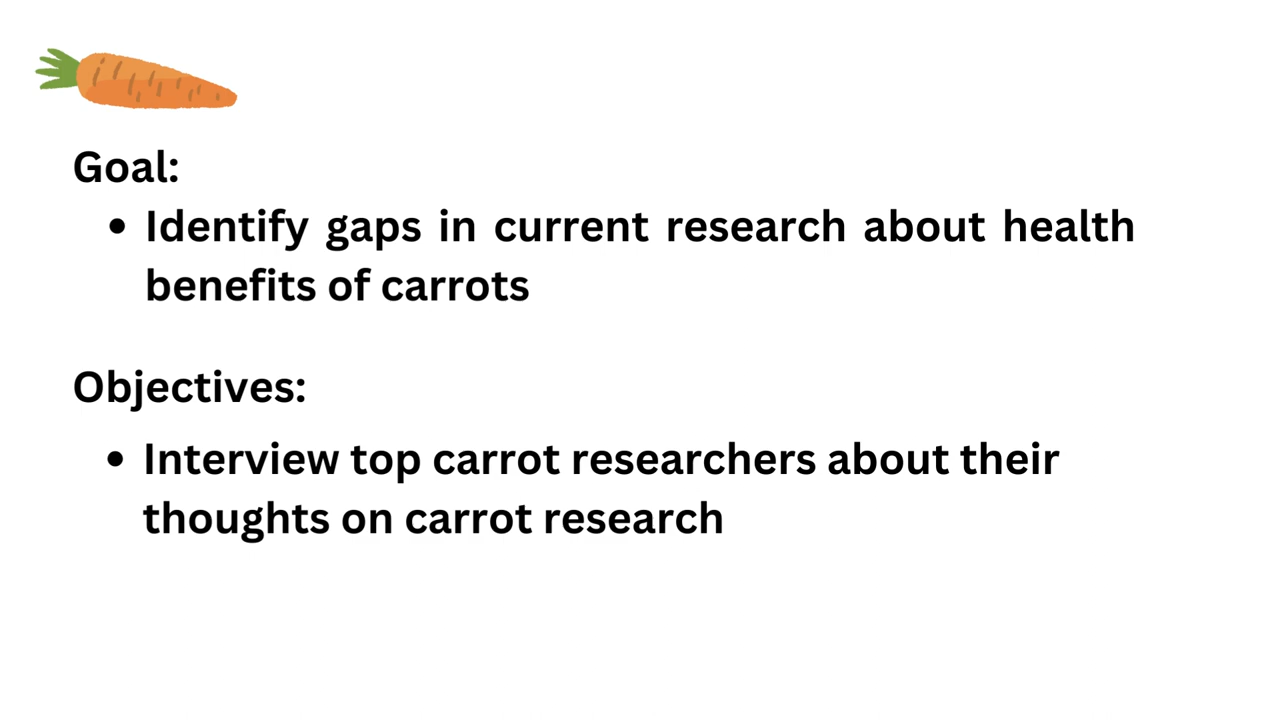 Goal:
• Identify gaps in current research about health
benefits of carrots
Objectives:
• Interview top carrot researchers about their
thoughts on carrot research